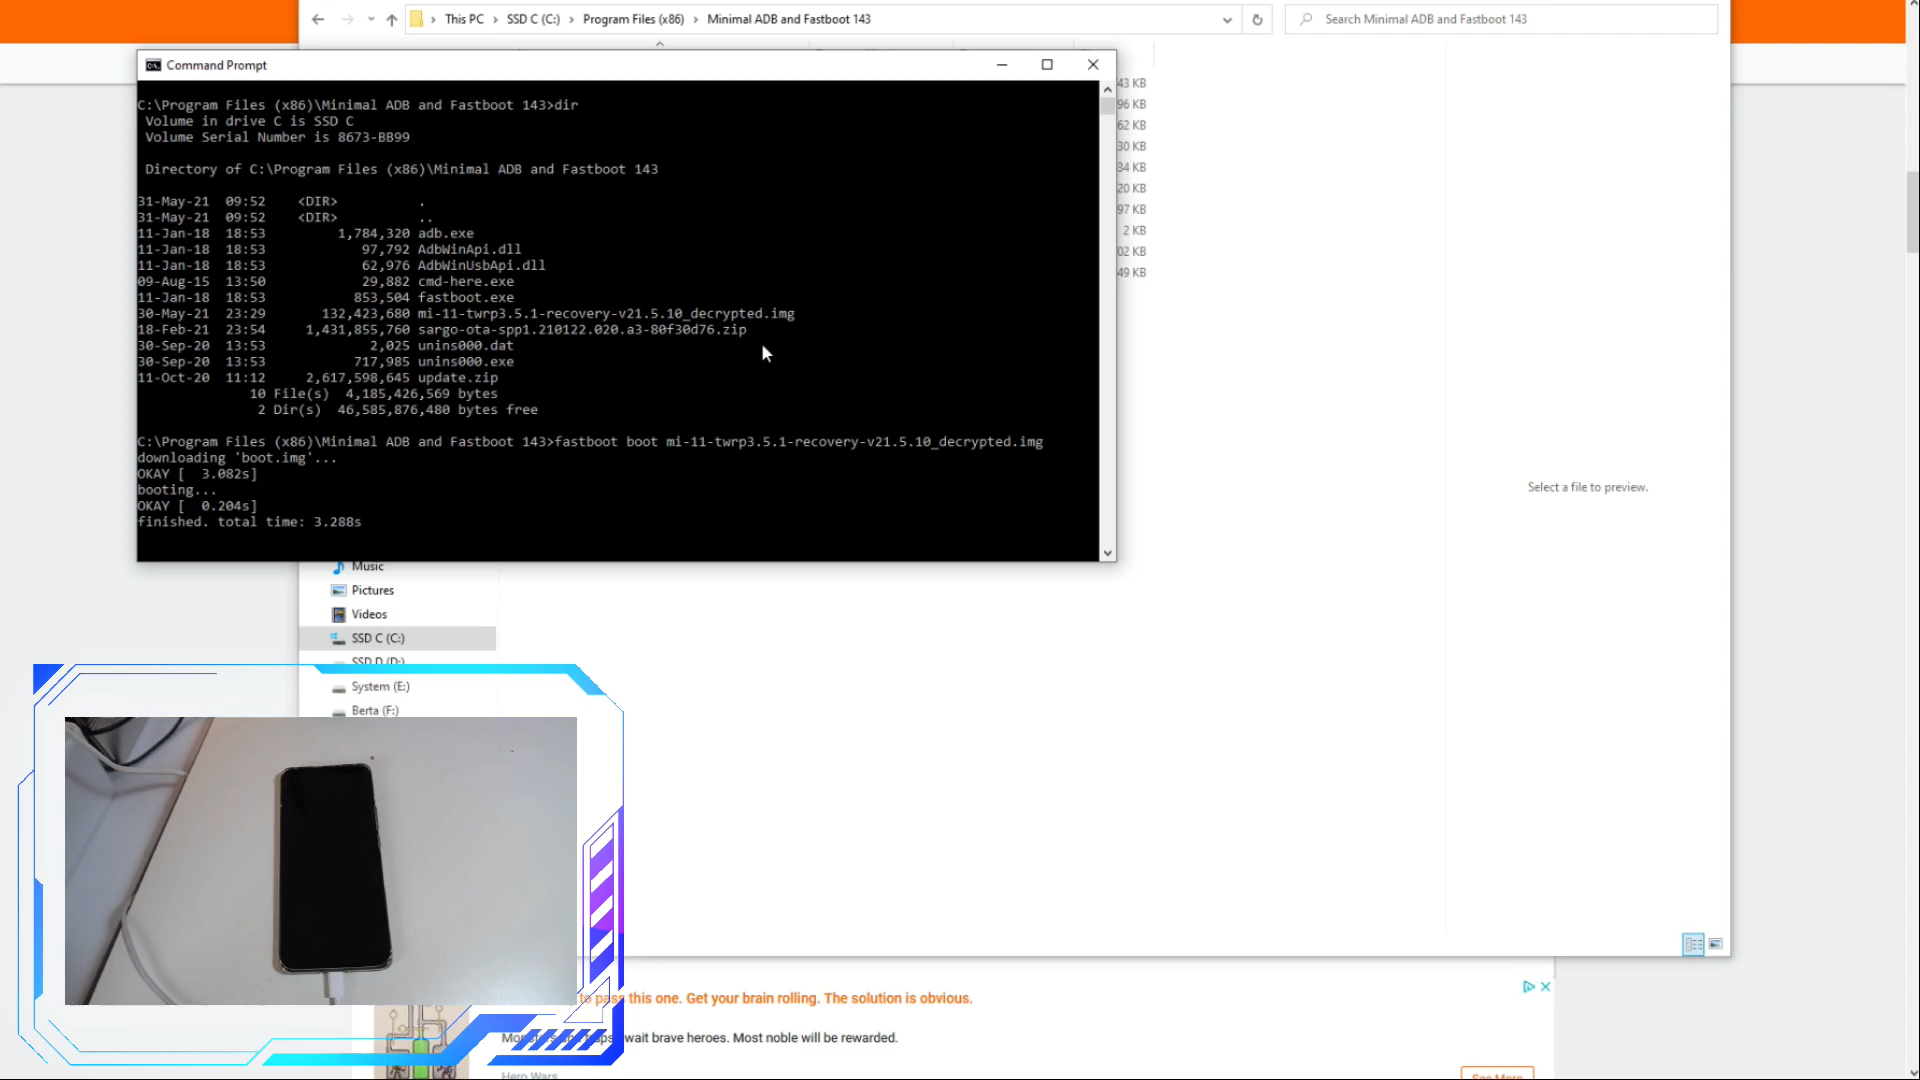 This PC > SSD C (C:) > Program Files (x86) > Minimal ADB and Fastboot 143
Search Minimal ADB and Fastboot 143
Command Prompt
C:\Program Files (x86)\Minimal ADB and Fastboot 143>dir
Volume in drive C is SSD C
Volume Serial Number is 8673-BB99
Directory of C:\Program Files (x86)\Minimal ADB and Fastboot 143
31-May-21 09:52 <DIR> .
31-May-21 09:52 <DIR> ..
11-Jan-18 18:53 1,784,320 adb.exe
11-Jan-18 18:53 97,792 AdbWinApi.dll
11-Jan-18 18:53 62,976 AdbWinUsbApi.dll
09-Aug-15 13:50 29,882 cmd-here.exe
11-Jan-18 18:53 853,504 fastboot.exe
30-May-21 23:29 132,423,680 mi-11-twrp3.5.1-recovery-v21.5.10_decrypted.img
18-Feb-21 23:54 1,431,855,760 sargo-ota-spp1.210122.020.a3-80f30d76.zip
30-Sep-20 13:53 2,025 unins000.dat
30-Sep-20 13:53 717,985 unins000.exe
11-Oct-20 11:12 2,617,598,645 update.zip
10 File(s) 4,185,426,569 bytes
2 Dir(s) 46,585,876,480 bytes free
C:\Program Files (x86)\Minimal ADB and Fastboot 143>fastboot boot mi-11-twrp3.5.1-recovery-v21.5.10_decrypted.img
downloading 'boot.img'...
OKAY [ 3.082s]
booting...
OKAY [ 0.204s]
finished. total time: 3.288s
43 KB
96 KB
62 KB
30 KB
34 KB
20 KB
97 KB
2 KB
02 KB
49 KB
Select a file to preview.
Music
Pictures
Videos
SSD C (C:)
SSD D (D:)
System (E:)
Berta (F:)
to pass this one. Get your brain rolling. The solution is obvious.
wait brave heroes. Most noble will be rewarded.
Hero Wars
See More